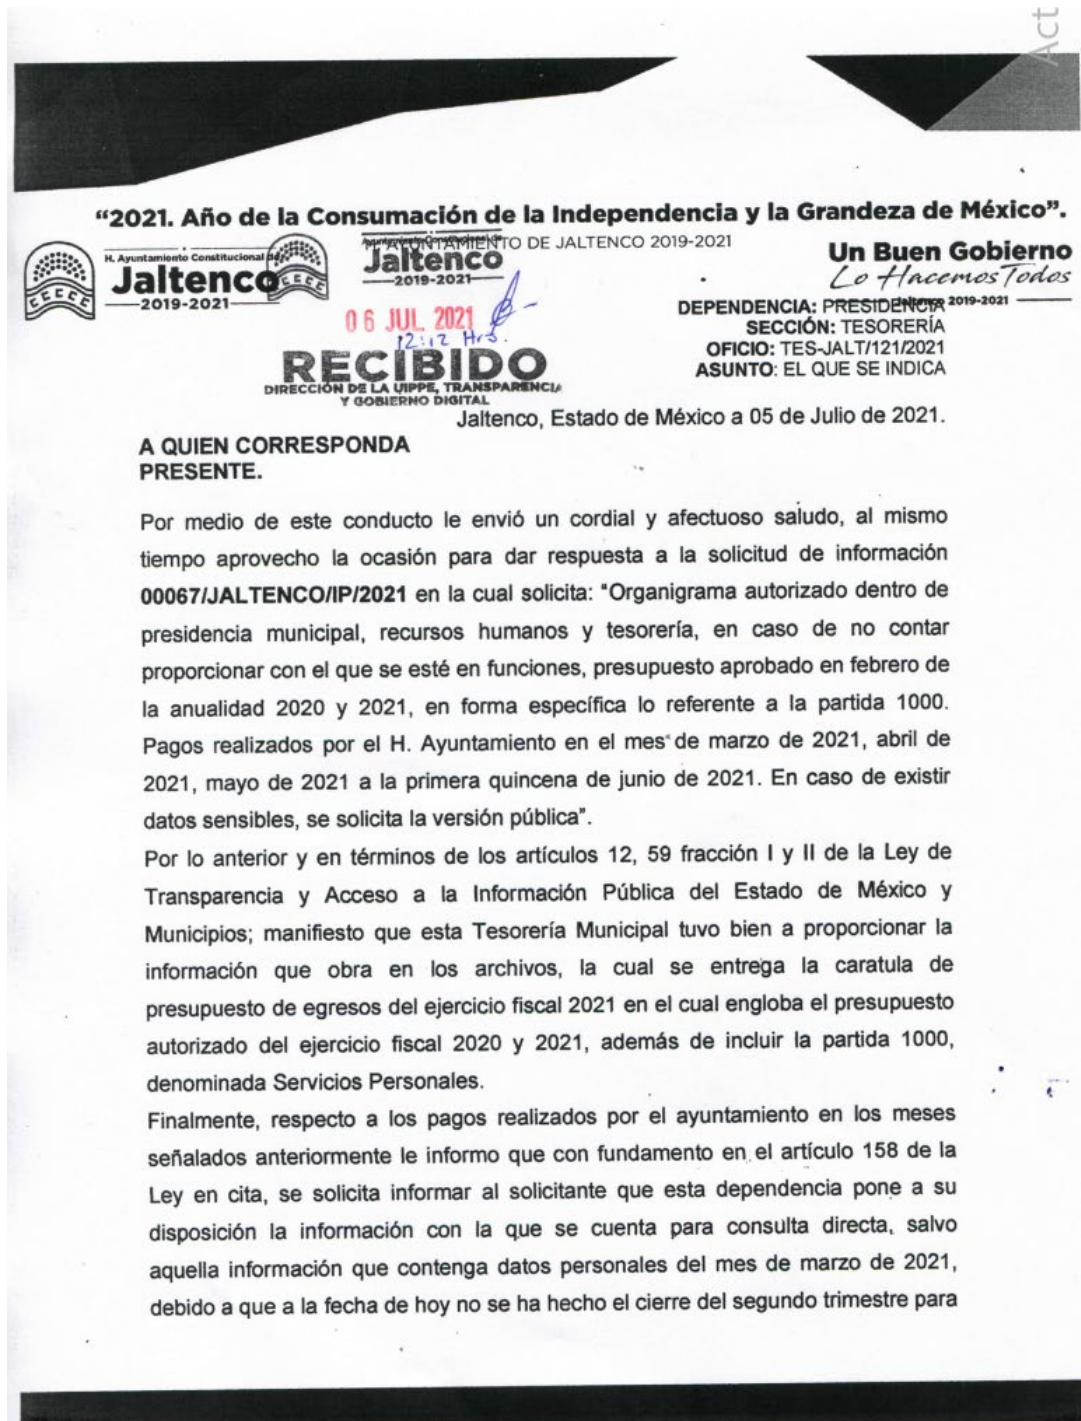 Act
“2021. Año de la Consumación de la Independencia y la Grandeza de México”.
H. Ayuntamiento Constitucional de
Jaltenco
2019-2021
AYUNTAMIENTO DE JALTENCO 2019-2021
Jaltenco
2019-2021
Un Buen Gobierno
Lo Hacemos Todos
2019-2021
06 JUL 2021
12:12 Hrs.
RECIBIDO
DIRECCIÓN DE LA UIPPE, TRANSPARENCIA
Y GOBIERNO DIGITAL
DEPENDENCIA: PRESIDENCIA
SECCIÓN: TESORERÍA
OFICIO: TES-JALT/121/2021
ASUNTO: EL QUE SE INDICA
Jaltenco, Estado de México a 05 de Julio de 2021.
A QUIEN CORRESPONDA
PRESENTE.
Por medio de este conducto le envió un cordial y afectuoso saludo, al mismo
tiempo aprovecho la ocasión para dar respuesta a la solicitud de información
00067/JALTENCO/IP/2021 en la cual solicita: “Organigrama autorizado dentro de
presidencia municipal, recursos humanos y tesorería, en caso de no contar
proporcionar con el que se esté en funciones, presupuesto aprobado en febrero de
la anualidad 2020 y 2021, en forma específica lo referente a la partida 1000.
Pagos realizados por el H. Ayuntamiento en el mes de marzo de 2021, abril de
2021, mayo de 2021 a la primera quincena de junio de 2021. En caso de existir
datos sensibles, se solicita la versión pública”.
Por lo anterior y en términos de los artículos 12, 59 fracción I y II de la Ley de
Transparencia y Acceso a la Información Pública del Estado de México y
Municipios; manifiesto que esta Tesorería Municipal tuvo bien a proporcionar la
información que obra en los archivos, la cual se entrega la caratula de
presupuesto de egresos del ejercicio fiscal 2021 en el cual engloba el presupuesto
autorizado del ejercicio fiscal 2020 y 2021, además de incluir la partida 1000,
denominada Servicios Personales.
Finalmente, respecto a los pagos realizados por el ayuntamiento en los meses
señalados anteriormente le informo que con fundamento en el artículo 158 de la
Ley en cita, se solicita informar al solicitante que esta dependencia pone a su
disposición la información con la que se cuenta para consulta directa, salvo
aquella información que contenga datos personales del mes de marzo de 2021,
debido a que a la fecha de hoy no se ha hecho el cierre del segundo trimestre para